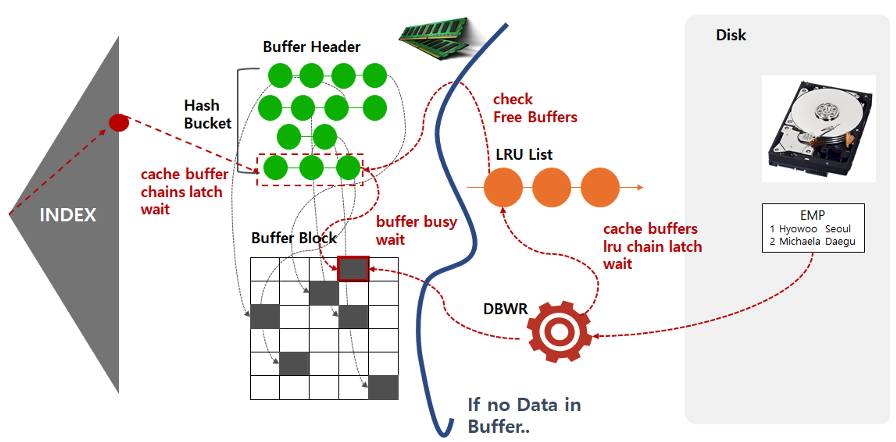 Buffer Header
Hash
Bucket
INDEX
cache buffer
chains latch
wait
Buffer Block
buffer busy
wait
check
Free Buffers
LRU List
cache buffers
lru chain latch
wait
DBWR
If no Data in
Buffer..
Disk
EMP
1 Hyowoo Seoul
2 Michaela Daegu